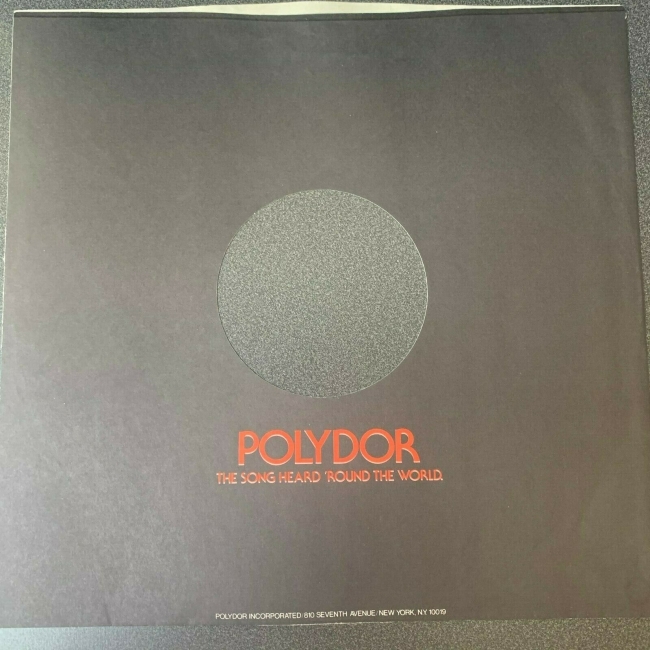 POLYDOR
THE SONG HEARD 'ROUND THE WORLD.
POLYDOR INCORPORATED/810 SEVENTH AVENUE/NEW YORK, N.Y. 10019